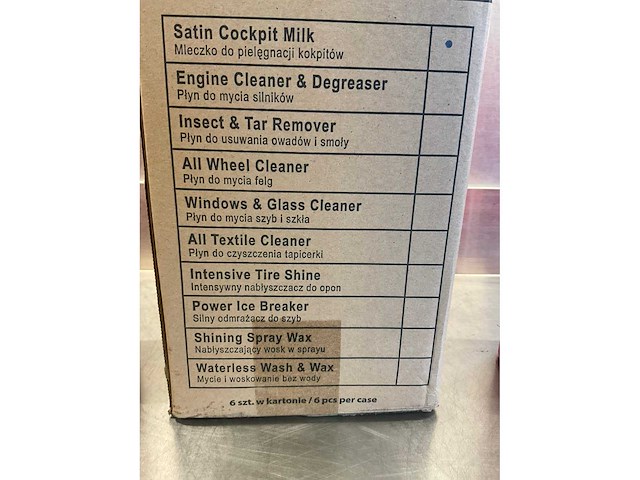 Satin Cockpit Milk
Mleczko do pielęgnacji kokpitów
Engine Cleaner & Degreaser
Płyn do mycia silników
Insect & Tar Remover
Płyn do usuwania owadów i smoły
All Wheel Cleaner
Płyn do mycia felg
Windows & Glass Cleaner
Płyn do mycia szyb i szkła
All Textile Cleaner
Płyn do czyszczenia tapicerki
Intensive Tire Shine
Intensywny nabłyszczacz do opon
Power Ice Breaker
Silny odmrażacz do szyb
Shining Spray Wax
Nabłyszczający wosk w sprayu
Waterless Wash & Wax
Mycie i woskowanie bez wody
6 szt. w kartonie / 6 pcs per case